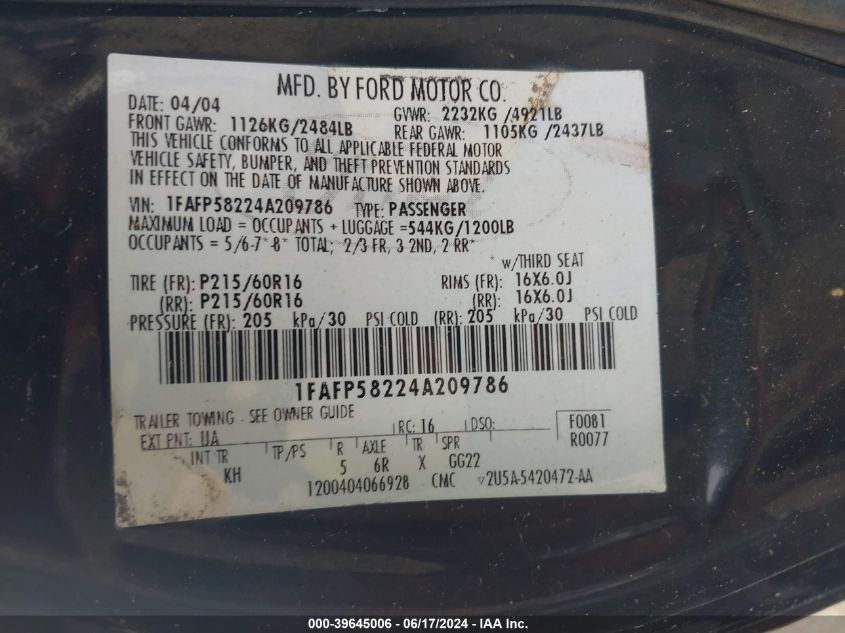 MFD. BY FORD MOTOR CO.
DATE: 04/04 GVWR: 2232KG /4921LB
FRONT GAWR: 1126KG/2484LB REAR GAWR: 1105KG /2437LB
THIS VEHICLE CONFORMS TO ALL APPLICABLE FEDERAL MOTOR
VEHICLE SAFETY, BUMPER, AND THEFT PREVENTION STANDARDS
IN EFFECT ON THE DATE OF MANUFACTURE SHOWN ABOVE.
VIN: 1FAFP58224A209786 TYPE: PASSENGER
MAXIMUM LOAD = OCCUPANTS + LUGGAGE =544KG/1200LB
OCCUPANTS = 5/6-7*-8* TOTAL; 2/3 FR, 3 2ND, 2 RR*
* w/THIRD SEAT
TIRE (FR): P215/60R16 RIMS (FR): 16X6.0J
(RR): P215/60R16 (RR): 16X6.0J
PRESSURE (FR): 205 kPa/30 PSI COLD (RR): 205 kPa/30 PSI COLD
1FAFP58224A209786
TRAILER TOWING - SEE OWNER GUIDE
EXT PNT: UA RC: 16 DSO: F0081
R0077
INT TR TP/PS R AXLE TR SPR
KH 5 6R X GG22
1200404066928 CMC ▽2U5A-5420472-AA
000-39645006 - 06/17/2024 - IAA Inc.